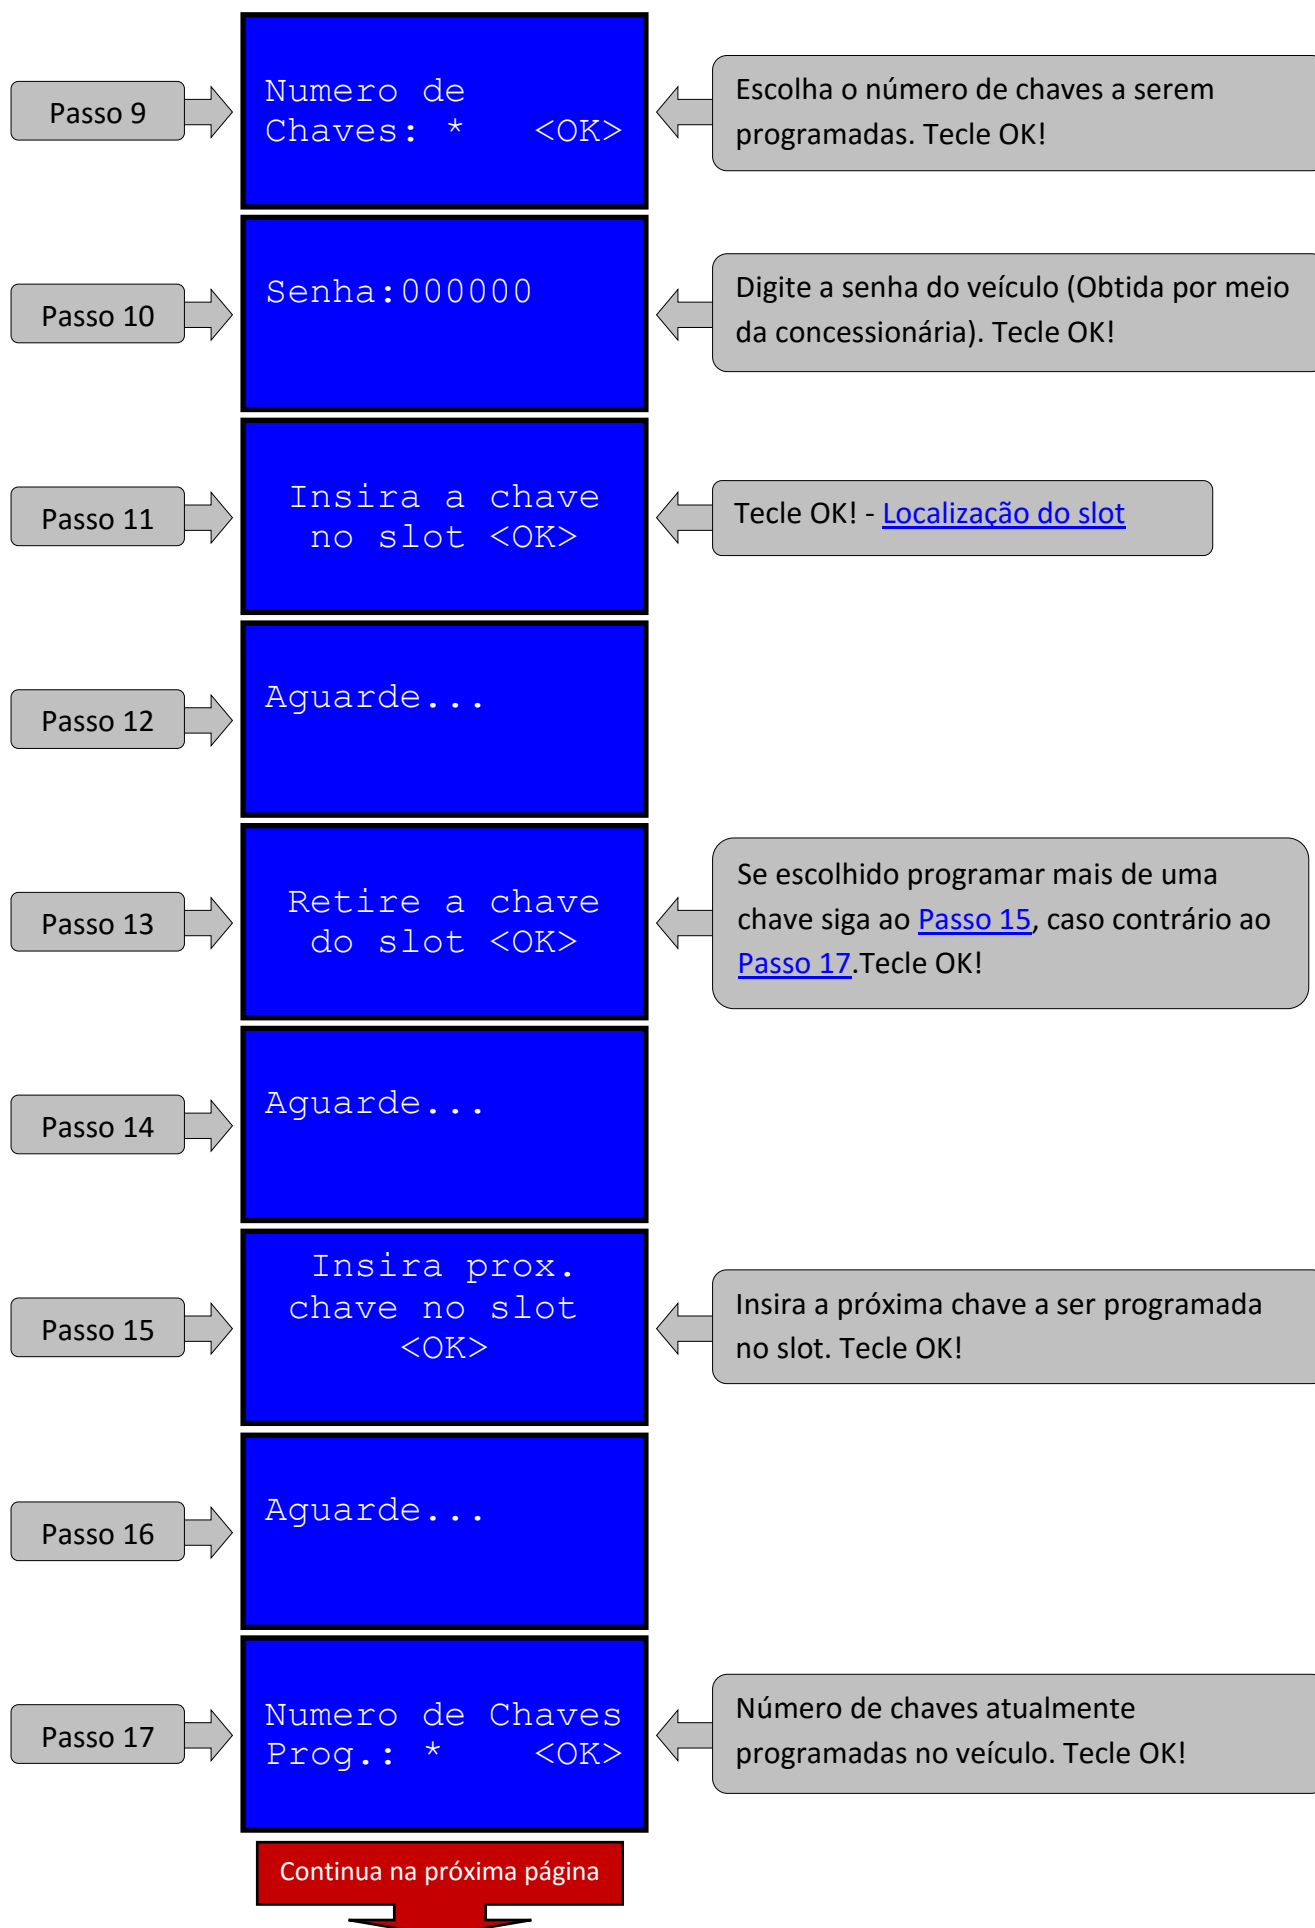 Passo 9
Numero de
Chaves: * <OK>
Escolha o número de chaves a serem
programadas. Tecle OK!
Passo 10
Senha:000000
Digite a senha do veículo (Obtida por meio
da concessionária). Tecle OK!
Passo 11
Insira a chave
no slot <OK>
Tecle OK! - Localização do slot
Passo 12
Aguarde...
Passo 13
Retire a chave
do slot <OK>
Se escolhido programar mais de uma
chave siga ao Passo 15, caso contrário ao
Passo 17.Tecle OK!
Passo 14
Aguarde...
Passo 15
Insira prox.
chave no slot
<OK>
Insira a próxima chave a ser programada
no slot. Tecle OK!
Passo 16
Aguarde...
Passo 17
Numero de Chaves
Prog.: * <OK>
Número de chaves atualmente
programadas no veículo. Tecle OK!
Continua na próxima página